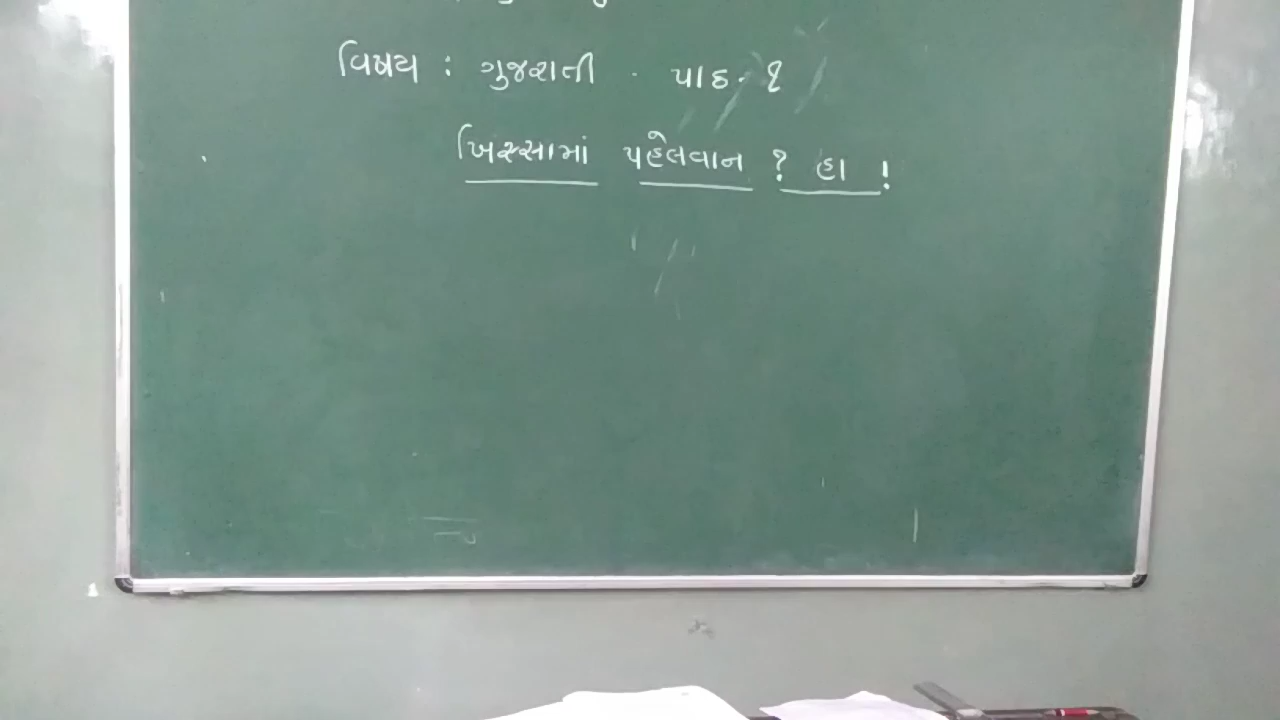 વિષય : ગુજરાતી . પાઠ - ૧
ખિસ્સામાં પહેલવાન ? હા !